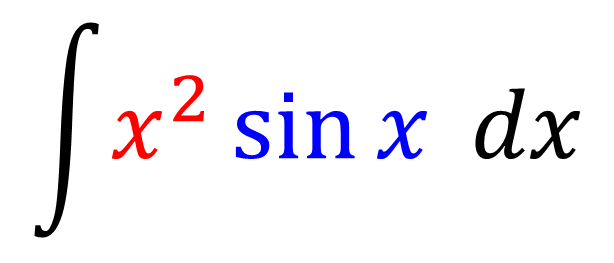 ∫ x² sin x dx